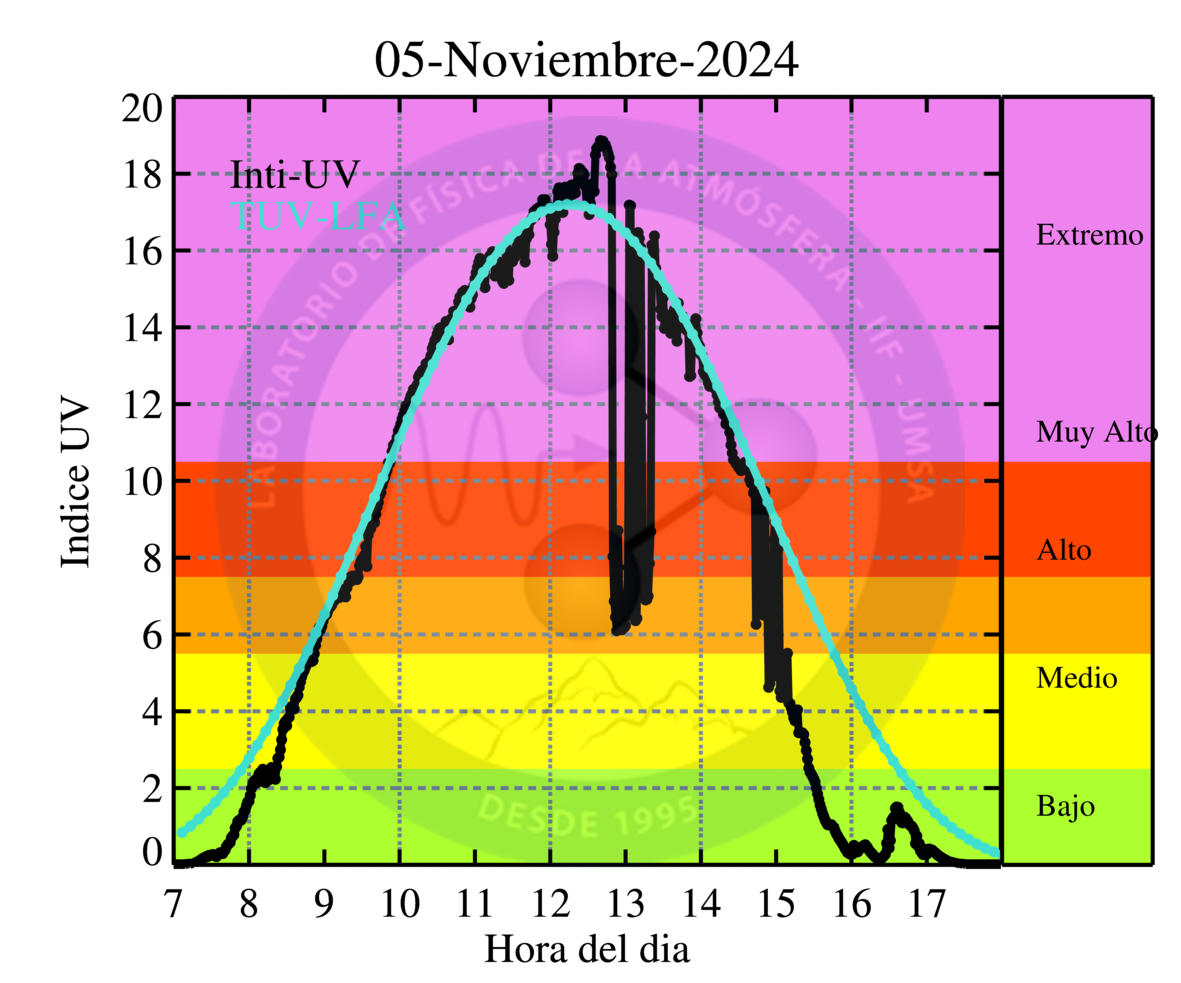 05-Noviembre-2024
20
18
16
14
12
10
8
6
4
2
0
Indice UV
Inti-UV
TUV-LFA
LABORATORIO DE FÍSICA DE LA ATMÓSFERA - IIF - UMSA
DESDE 1995
Extremo
Muy Alto
Alto
Medio
Bajo
7 8 9 10 11 12 13 14 15 16 17
Hora del dia